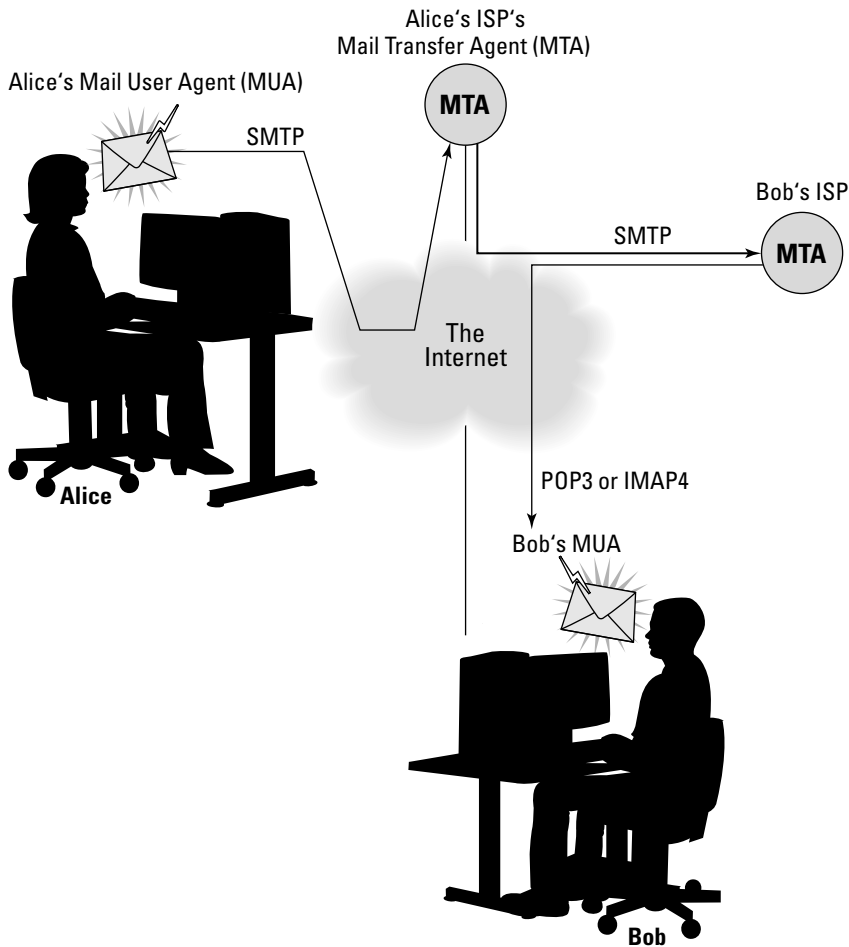 Alice's ISP's
Mail Transfer Agent (MTA)
Alice‘s Mail User Agent (MUA)
MTA
SMTP
Bob‘s ISP
SMTP
MTA
The
Internet
POP3 or IMAP4
Alice
Bob‘s MUA
Bob